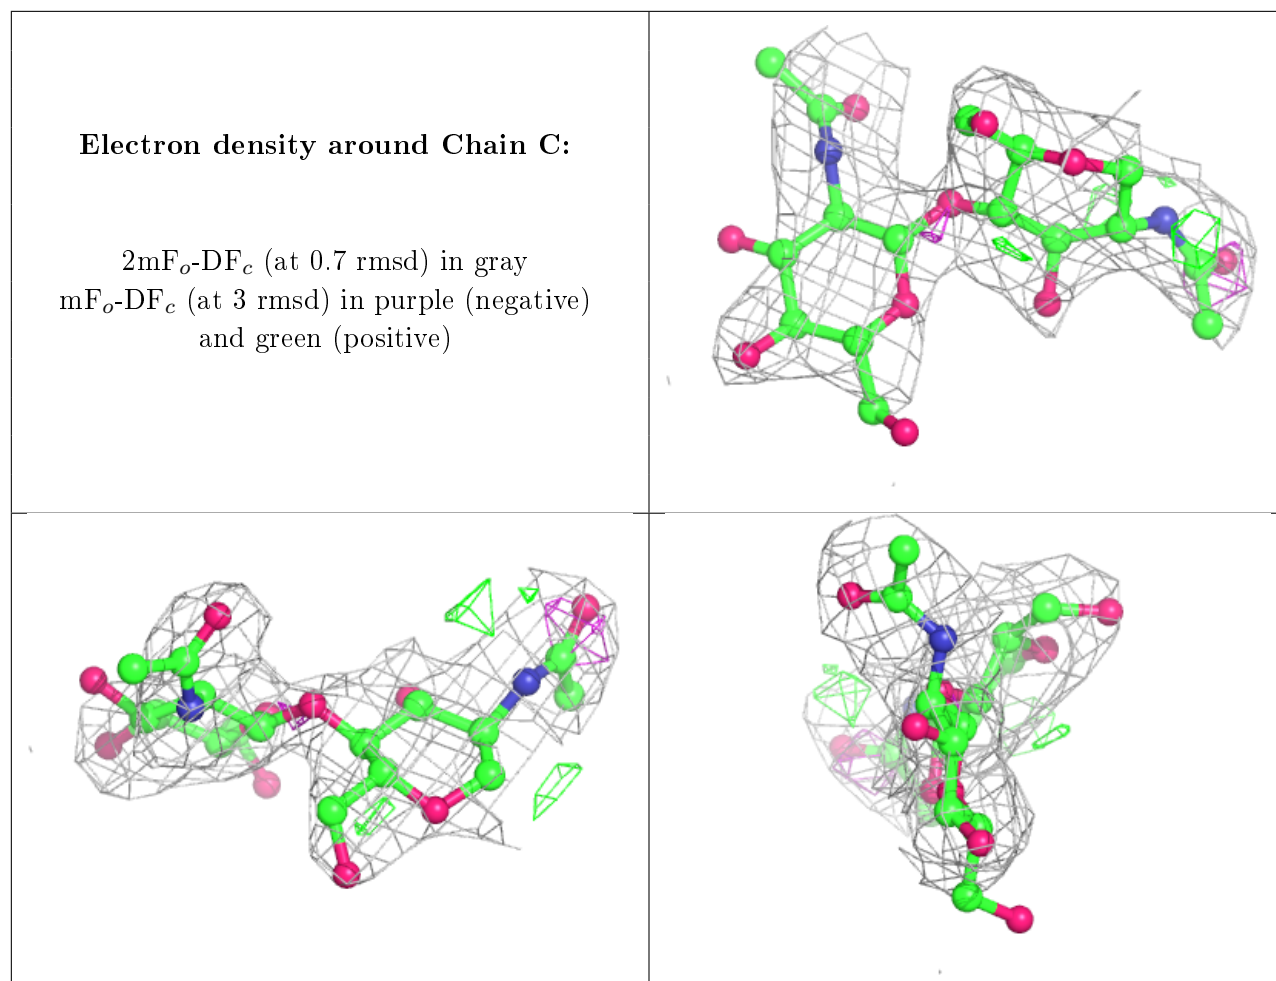 Electron density around Chain C:
2mFₒ-DF𝒸 (at 0.7 rmsd) in gray
mFₒ-DF𝒸 (at 3 rmsd) in purple (negative)
and green (positive)